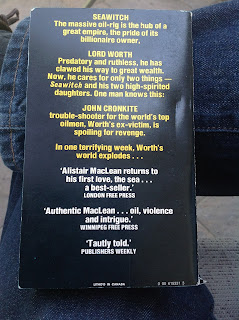 SEAWITCH
The massive oil-rig is the hub of a
great empire, the pride of its
billionaire owner.
LORD WORTH
Predatory and ruthless, he has
clawed his way to great wealth.
Now, he cares for only two things —
Seawitch and his two high-spirited
daughters. One man knows this:
JOHN CRONKITE
trouble-shooter for the world's top
oilmen, Worth's ex-victim, is
spoiling for revenge.
In one terrifying week, Worth's
world explodes . . .
'Alistair MacLean returns to
his first love, the sea . . .
a best-seller.'
LONDON FREE PRESS
'Authentic MacLean . . . oil, violence
and intrigue.'
WINNIPEG FREE PRESS
'Tautly told.'
PUBLISHERS WEEKLY
LITHO'D IN CANADA